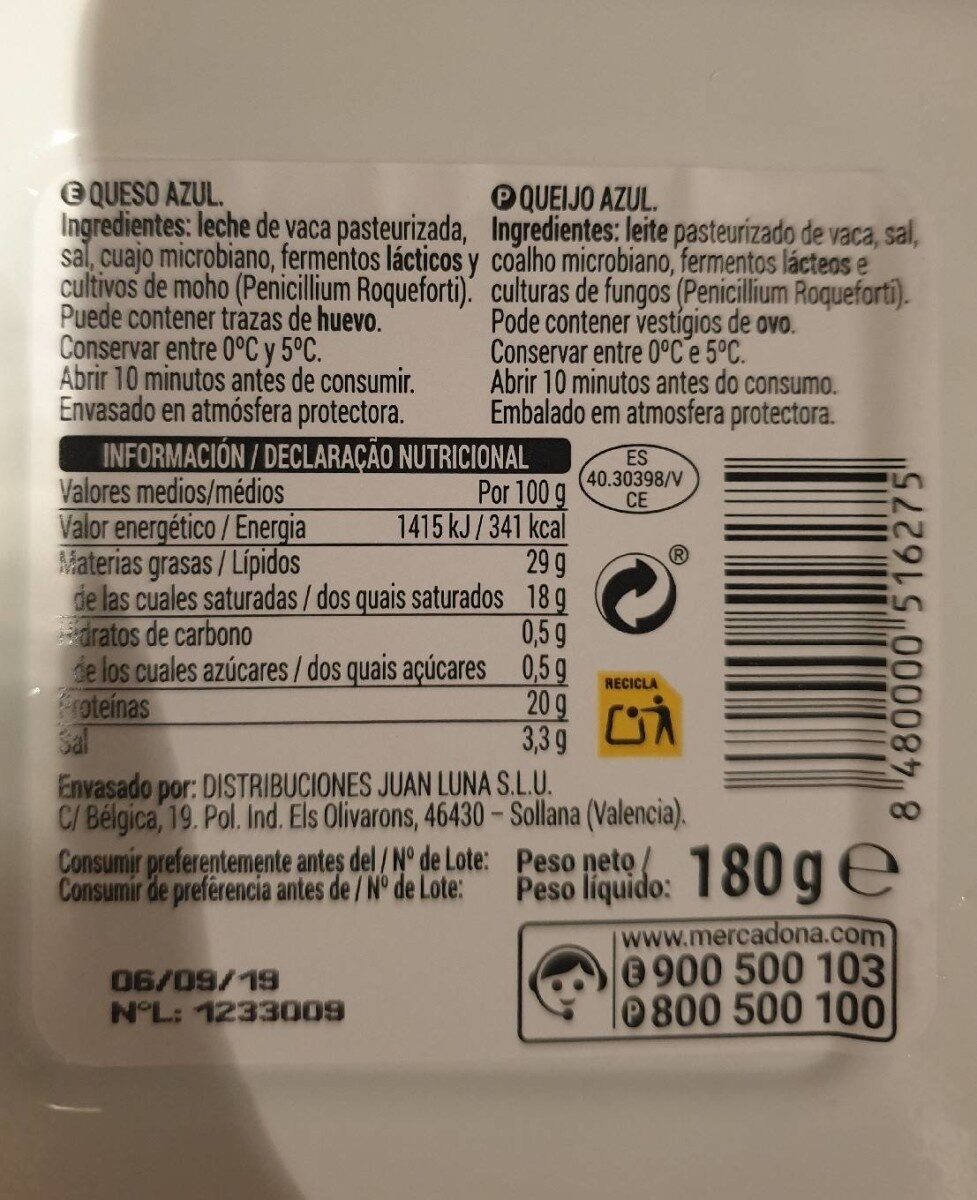 E QUESO AZUL.
Ingredientes: leche de vaca pasteurizada,
sal, cuajo microbiano, fermentos lácticos y
cultivos de moho (Penicillium Roqueforti).
Puede contener trazas de huevo.
Conservar entre 0ºC y 5ºC.
Abrir 10 minutos antes de consumir.
Envasado en atmósfera protectora.
P QUEIJO AZUL.
Ingredientes: leite pasteurizado de vaca, sal,
coalho microbiano, fermentos lácteos e
culturas de fungos (Penicillium Roqueforti).
Pode contener vestígios de ovo.
Conservar entre 0ºC e 5ºC.
Abrir 10 minutos antes do consumo.
Embalado em atmosfera protectora.
INFORMACIÓN / DECLARAÇÃO NUTRICIONAL
Valores medios/médios Por 100 g
Valor energético / Energia 1415 kJ / 341 kcal
Materias grasas / Lípidos 29 g
de las cuales saturadas / dos quais saturados 18 g
Hidratos de carbono 0,5 g
de los cuales azúcares / dos quais açúcares 0,5 g
Proteínas 20 g
Sal 3,3 g
ES
40.30398/V
CE
®
RECICLA
8 480000 516275
Envasado por: DISTRIBUCIONES JUAN LUNA S.L.U.
C/ Bélgica, 19. Pol. Ind. Els Olivarons, 46430 – Sollana (Valencia).
Consumir preferentemente antes del / Nº de Lote:
Consumir de preferência antes de / Nº de Lote:
Peso neto /
Peso líquido: 180 g e
06/09/19
NºL: 1233009
www.mercadona.com
E 900 500 103
P 800 500 100